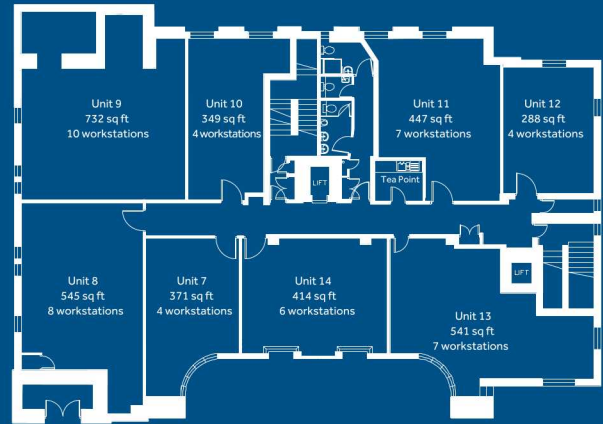 Unit 9
732 sq ft
10 workstations
Unit 10
349 sq ft
4 workstations
Unit 11
447 sq ft
7 workstations
Unit 12
288 sq ft
4 workstations
LIFT
Tea Point
Unit 8
545 sq ft
8 workstations
Unit 7
371 sq ft
4 workstations
Unit 14
414 sq ft
6 workstations
LIFT
Unit 13
541 sq ft
7 workstations